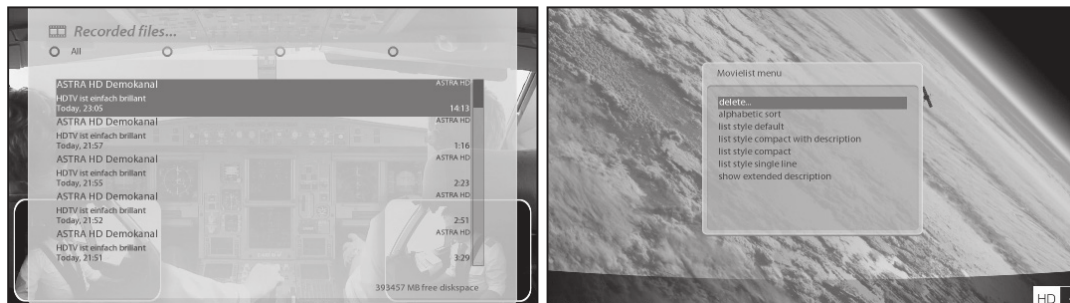 Recorded files...
All
ASTRA HD Demokanal ASTRA HD
HDTV ist einfach brillant
Today, 23:05 14:13
ASTRA HD Demokanal ASTRA HD
HDTV ist einfach brillant
Today, 21:57 1:16
ASTRA HD Demokanal ASTRA HD
HDTV ist einfach brillant
Today, 21:55 2:23
ASTRA HD Demokanal ASTRA HD
HDTV ist einfach brillant
Today, 21:52 2:51
ASTRA HD Demokanal ASTRA HD
HDTV ist einfach brillant
Today, 21:51 3:29
393457 MB free diskspace
Movielist menu
delete...
alphabetic sort
list style default
list style compact with description
list style compact
list style single line
show extended description
HD